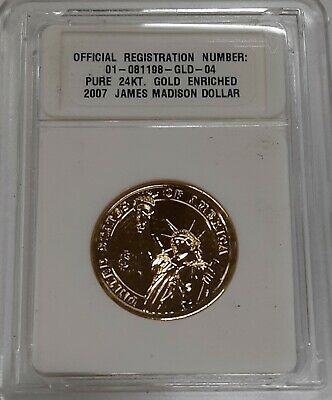 OFFICIAL REGISTRATION NUMBER:
01-081198-GLD-04
PURE 24KT. GOLD ENRICHED
2007 JAMES MADISON DOLLAR
UNITED STATES OF AMERICA
$1